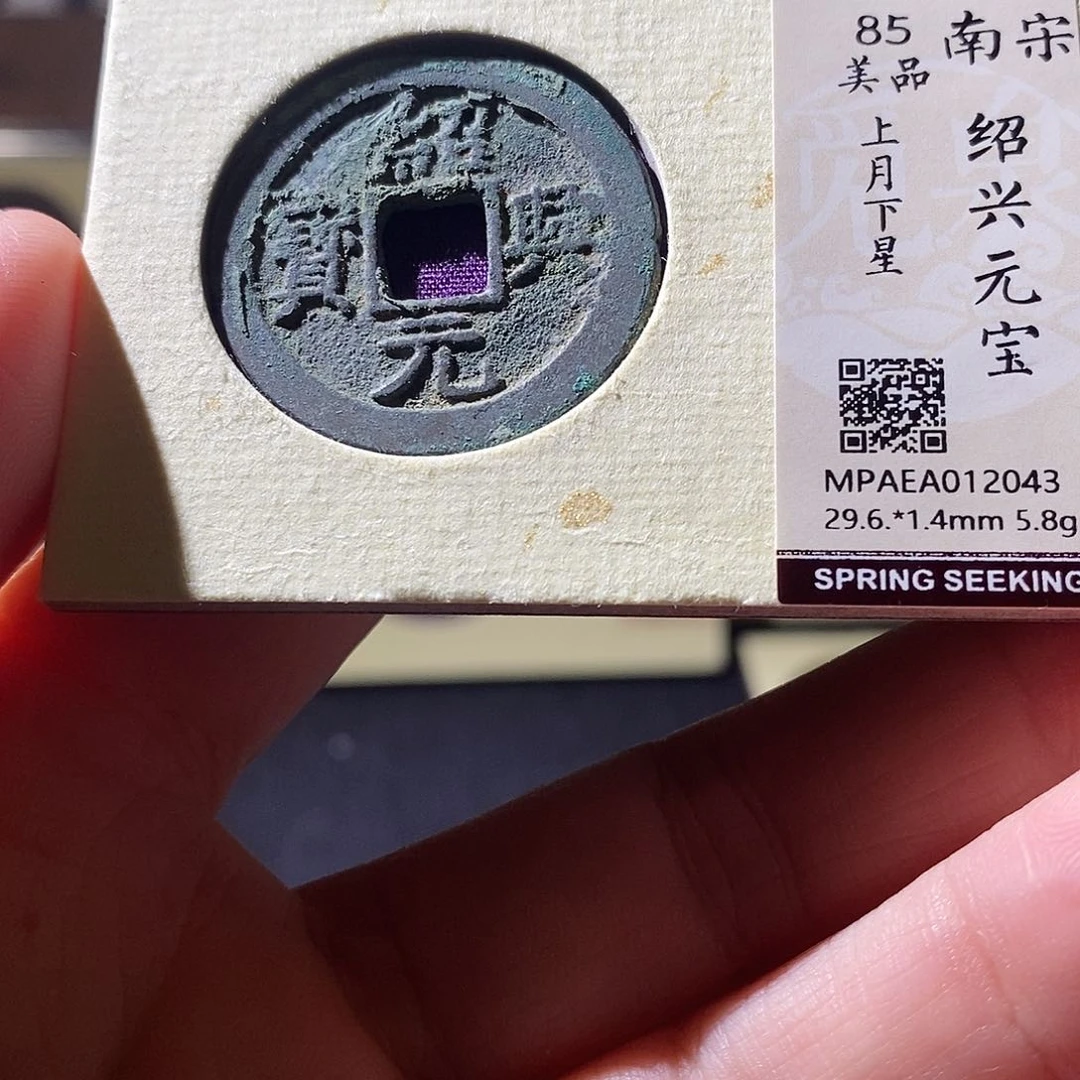 紹
興
元
寶
85
美品
上月下星
南宋
绍兴元宝
MPAEA012043
29.6.*1.4mm 5.8g
SPRING SEEKING